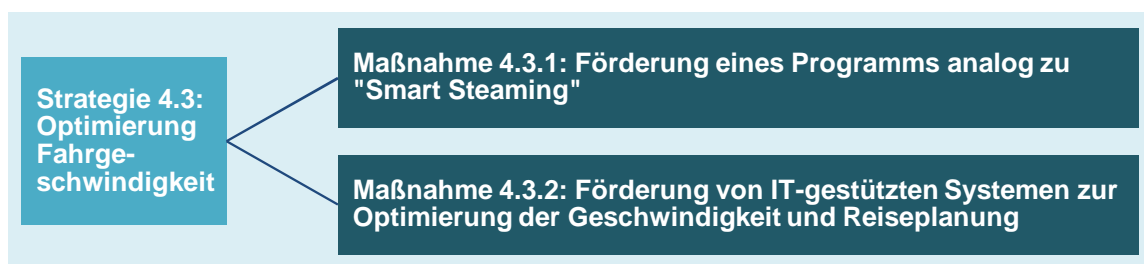 Strategie 4.3:
Optimierung
Fahrge-
schwindigkeit
Maßnahme 4.3.1: Förderung eines Programms analog zu
"Smart Steaming"
Maßnahme 4.3.2: Förderung von IT-gestützten Systemen zur
Optimierung der Geschwindigkeit und Reiseplanung